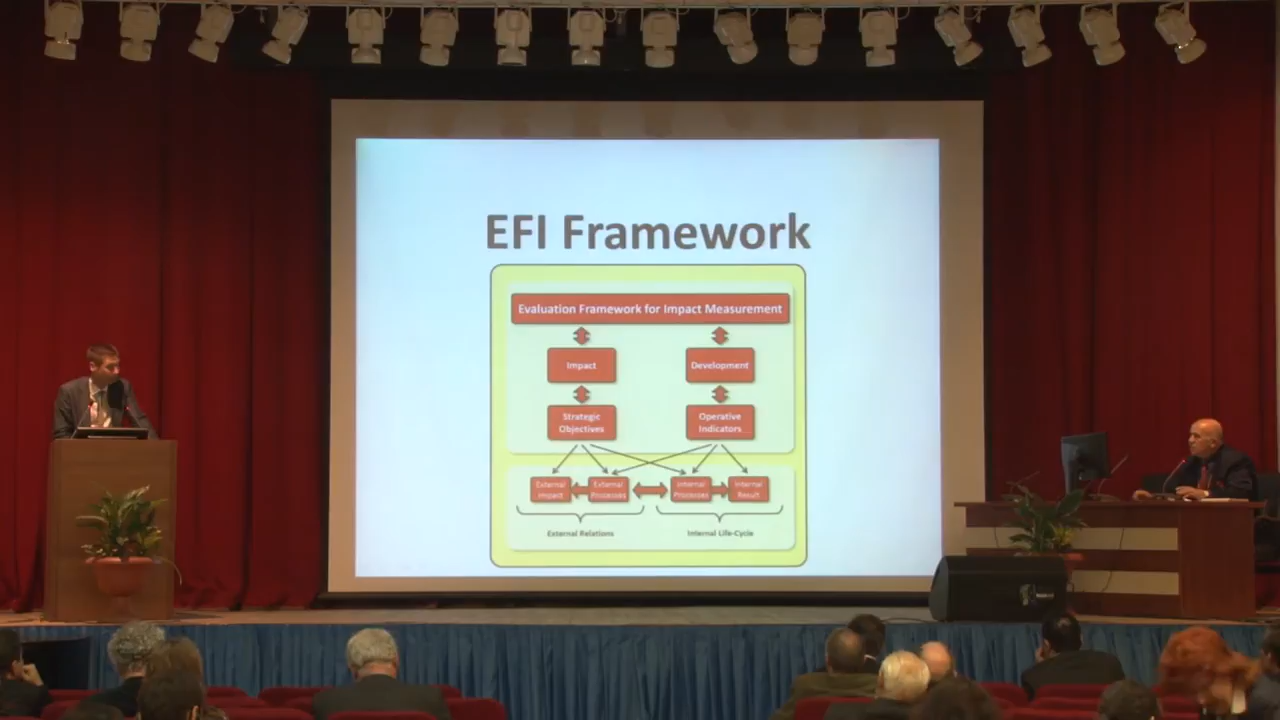 EFI Framework
Evaluation Framework for Impact Measurement
Impact
Development
Strategic
Objectives
Operative
Indicators
External
Impact
External
Processes
Internal
Processes
Internal
Result
External Relations
Internal Life-Cycle